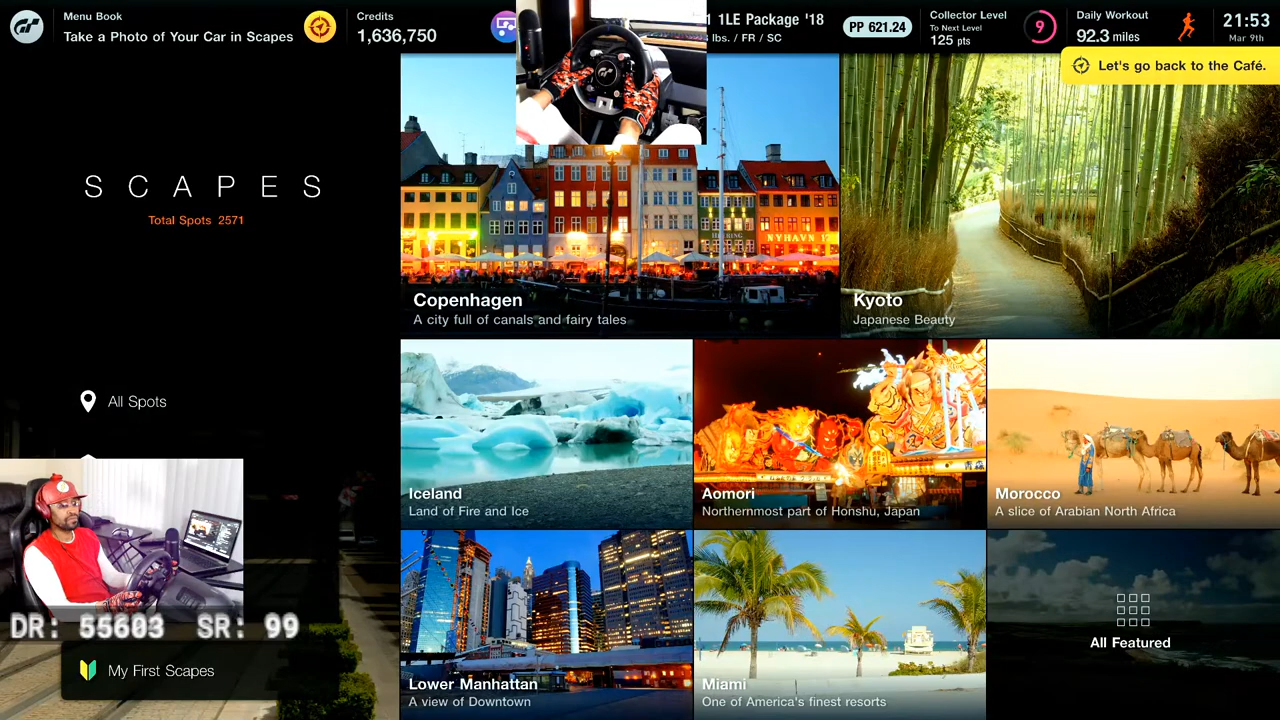 Menu Book
Take a Photo of Your Car in Scapes
Credits
1,636,750
1LE Package '18
lbs. / FR / SC
PP 621.24
Collector Level
To Next Level
125 pts
9
Daily Workout
92.3 miles
21:53
Mar 9th
Let's go back to the Café.
SCAPES
Total Spots 2571
All Spots
DR: 55603 SR: 99
My First Scapes
NYHAVN 17
Copenhagen
A city full of canals and fairy tales
Kyoto
Japanese Beauty
Iceland
Land of Fire and Ice
Aomori
Northernmost part of Honshu, Japan
Morocco
A slice of Arabian North Africa
Lower Manhattan
A view of Downtown
Miami
One of America's finest resorts
All Featured